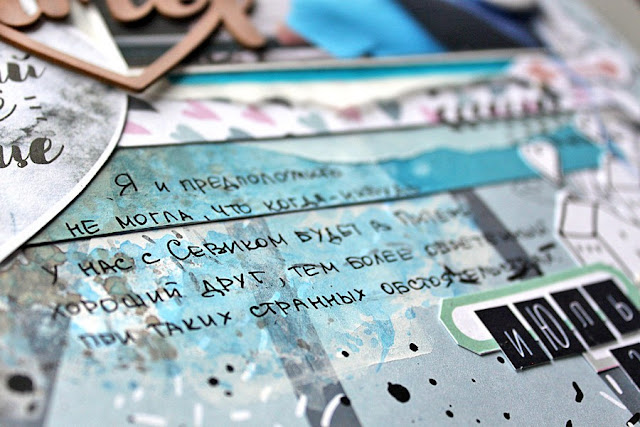 Я И ПРЕДПОЛОЖИТЬ
НЕ МОГЛА, ЧТО КОГДА-НИБУДЬ
У НАС С СЕВИКОМ БУДЕТ В ПИТЕРЕ
ХОРОШИЙ ДРУГ, ТЕМ БОЛЕЕ ОБРЕТЕННЫЙ
ПРИ ТАКИХ СТРАННЫХ ОБСТОЯТЕЛЬСТВАХ
ИЮЛЬ